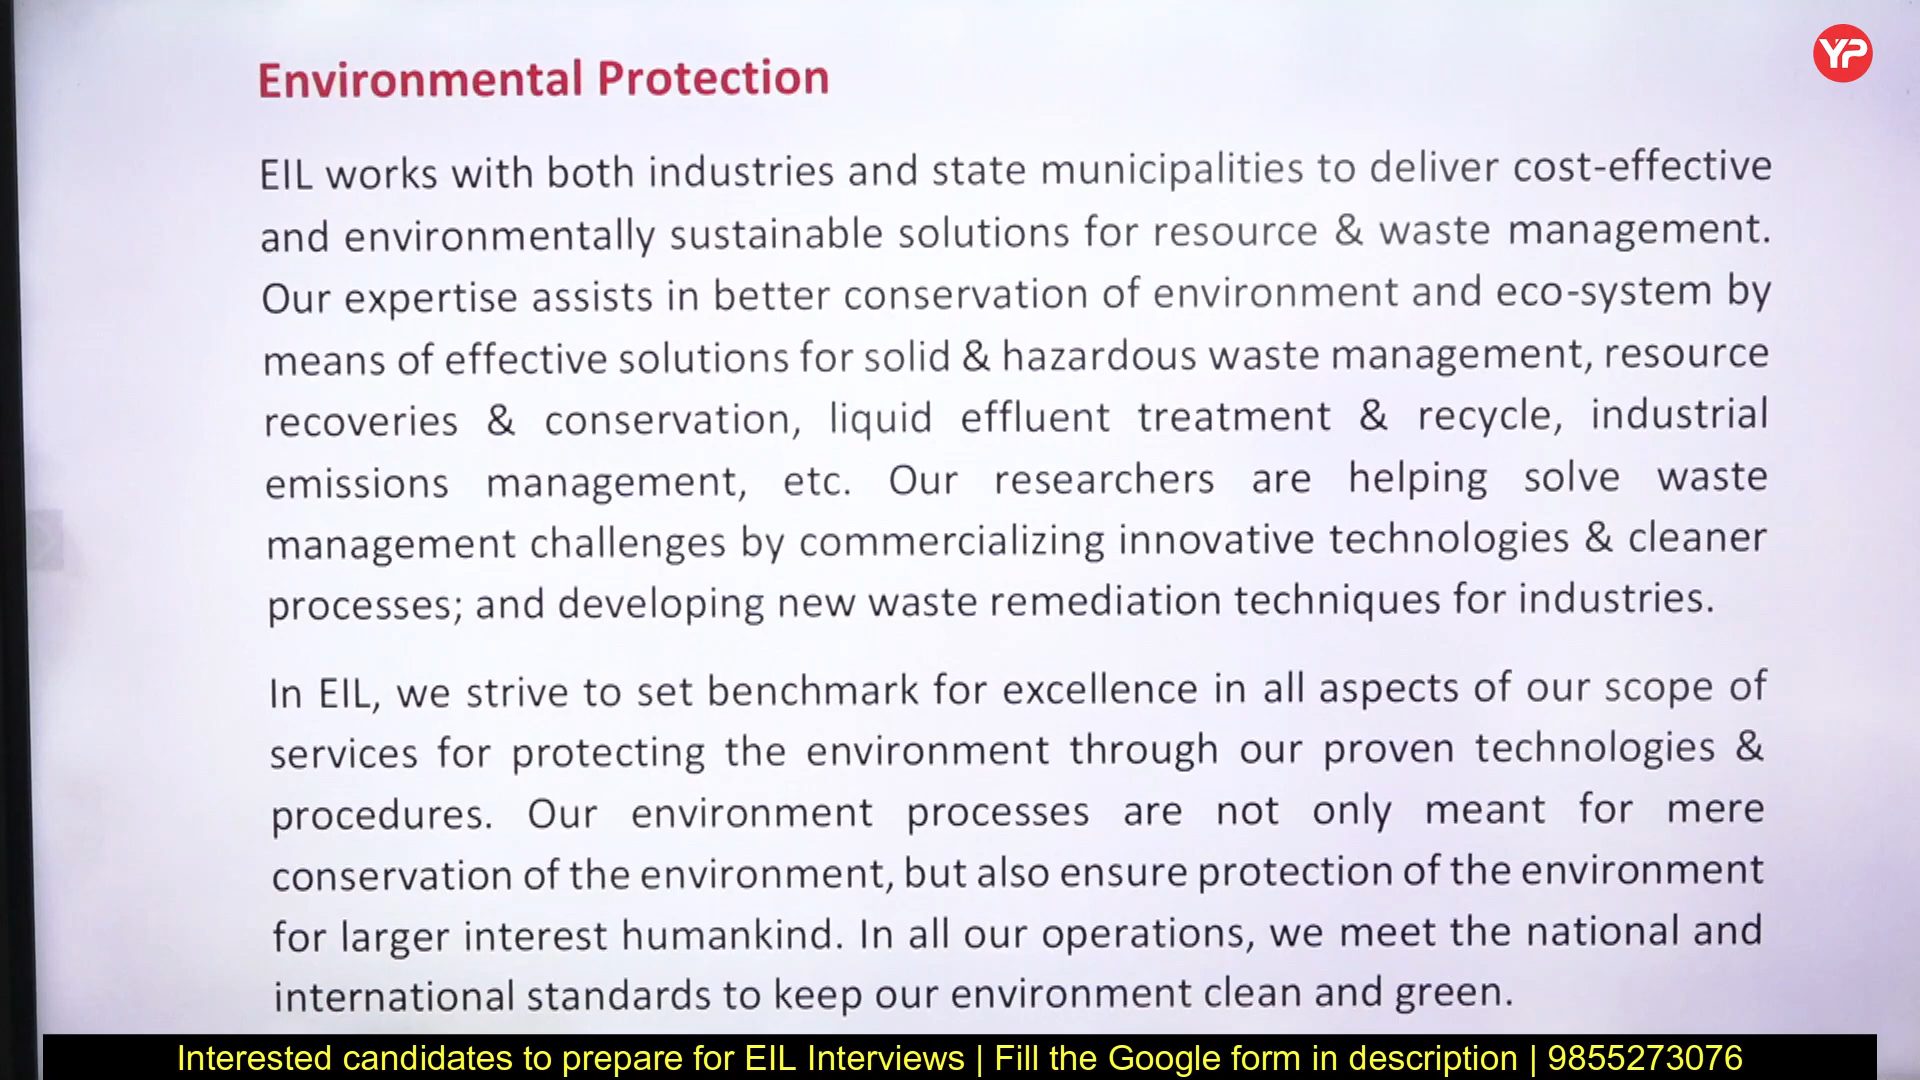 YP
Environmental Protection
EIL works with both industries and state municipalities to deliver cost-effective
and environmentally sustainable solutions for resource & waste management.
Our expertise assists in better conservation of environment and eco-system by
means of effective solutions for solid & hazardous waste management, resource
recoveries & conservation, liquid effluent treatment & recycle, industrial
emissions management, etc. Our researchers are helping solve waste
management challenges by commercializing innovative technologies & cleaner
processes; and developing new waste remediation techniques for industries.
In EIL, we strive to set benchmark for excellence in all aspects of our scope of
services for protecting the environment through our proven technologies &
procedures. Our environment processes are not only meant for mere
conservation of the environment, but also ensure protection of the environment
for larger interest humankind. In all our operations, we meet the national and
international standards to keep our environment clean and green.
Interested candidates to prepare for EIL Interviews | Fill the Google form in description | 9855273076